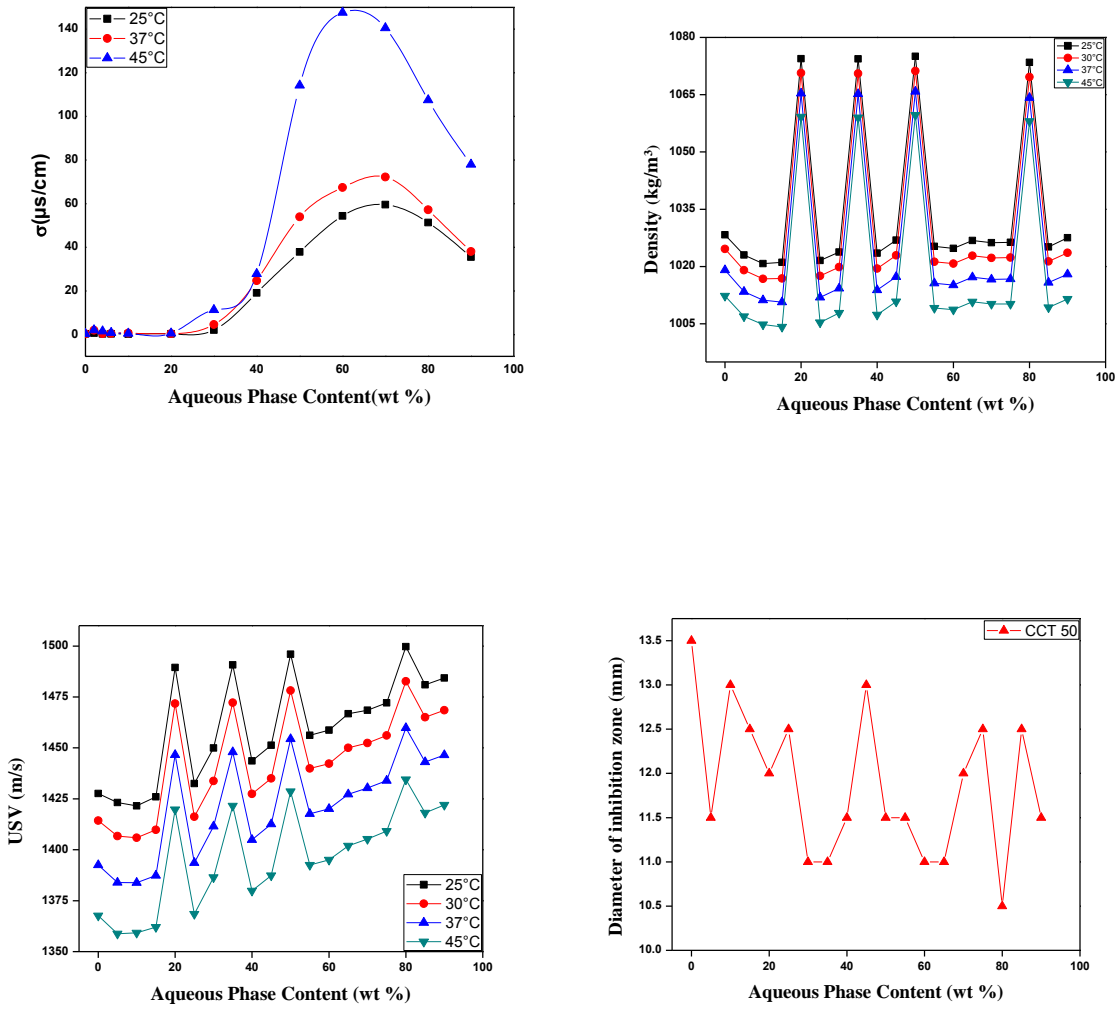 25°C
37°C
45°C
140
120
100
80
60
40
20
0
σ(µs/cm)
0 20 40 60 80 100
Aqueous Phase Content(wt %)
1080
1065
1050
1035
1020
1005
Density (kg/m³)
25°C
30°C
37°C
45°C
0 20 40 60 80 100
Aqueous Phase Content (wt %)
1500
1475
1450
1425
1400
1375
1350
USV (m/s)
25°C
30°C
37°C
45°C
0 20 40 60 80 100
Aqueous Phase Content (wt %)
CCT 50
13.5
13.0
12.5
12.0
11.5
11.0
10.5
10.0
Diameter of inhibition zone (mm)
0 20 40 60 80 100
Aqueous Phase Content (wt %)